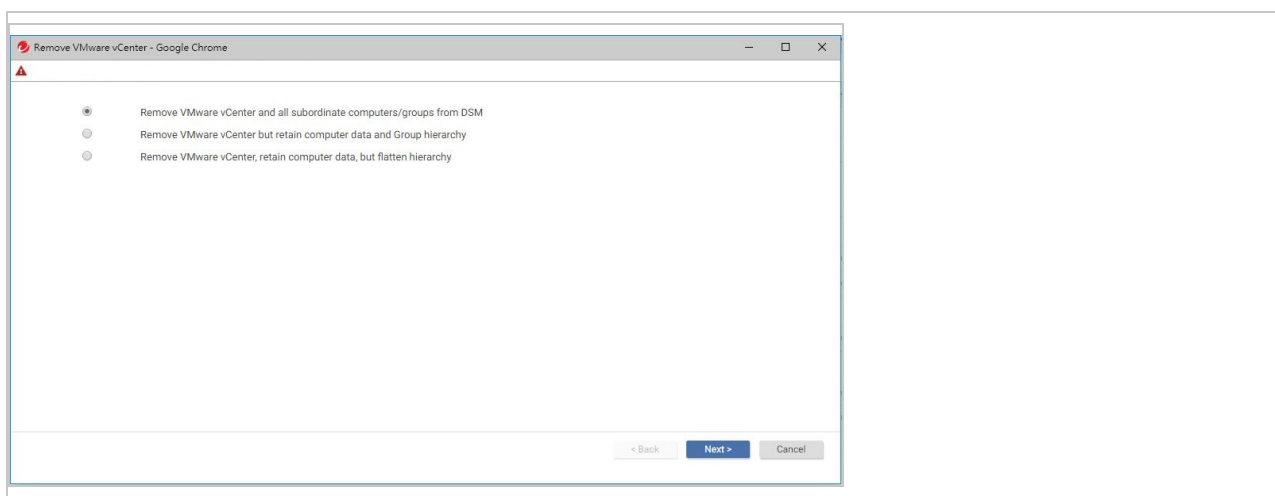 Remove VMware vCenter - Google Chrome
Remove VMware vCenter and all subordinate computers/groups from DSM
Remove VMware vCenter but retain computer data and Group hierarchy
Remove VMware vCenter, retain computer data, but flatten hierarchy
< Back Next > Cancel